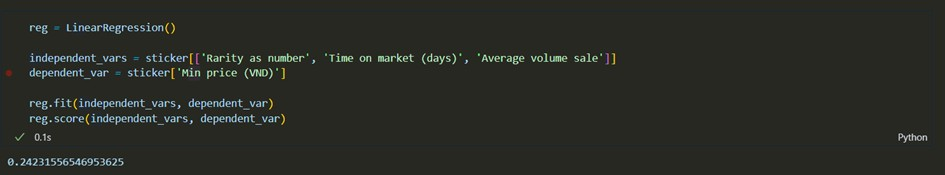 reg = LinearRegression()
independent_vars = sticker[['Rarity as number', 'Time on market (days)', 'Average volume sale']]
dependent_var = sticker['Min price (VND)']
reg.fit(independent_vars, dependent_var)
reg.score(independent_vars, dependent_var)
0.1s
Python
0.24231556546953625